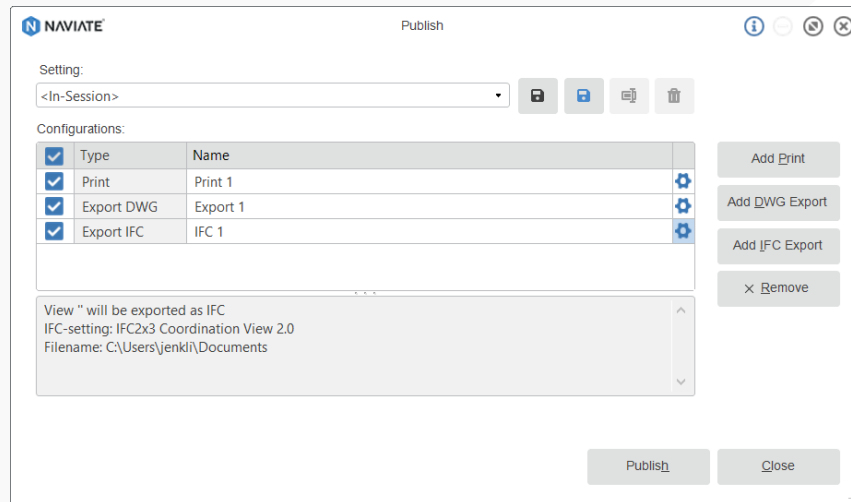 NAVIATE
Publish
Setting:
<In-Session>
Configurations:
Type Name
Print Print 1
Export DWG Export 1
Export IFC IFC 1
Add Print
Add DWG Export
Add IFC Export
Remove
View '' will be exported as IFC
IFC-setting: IFC2x3 Coordination View 2.0
Filename: C:\Users\jenkli\Documents
Publish Close